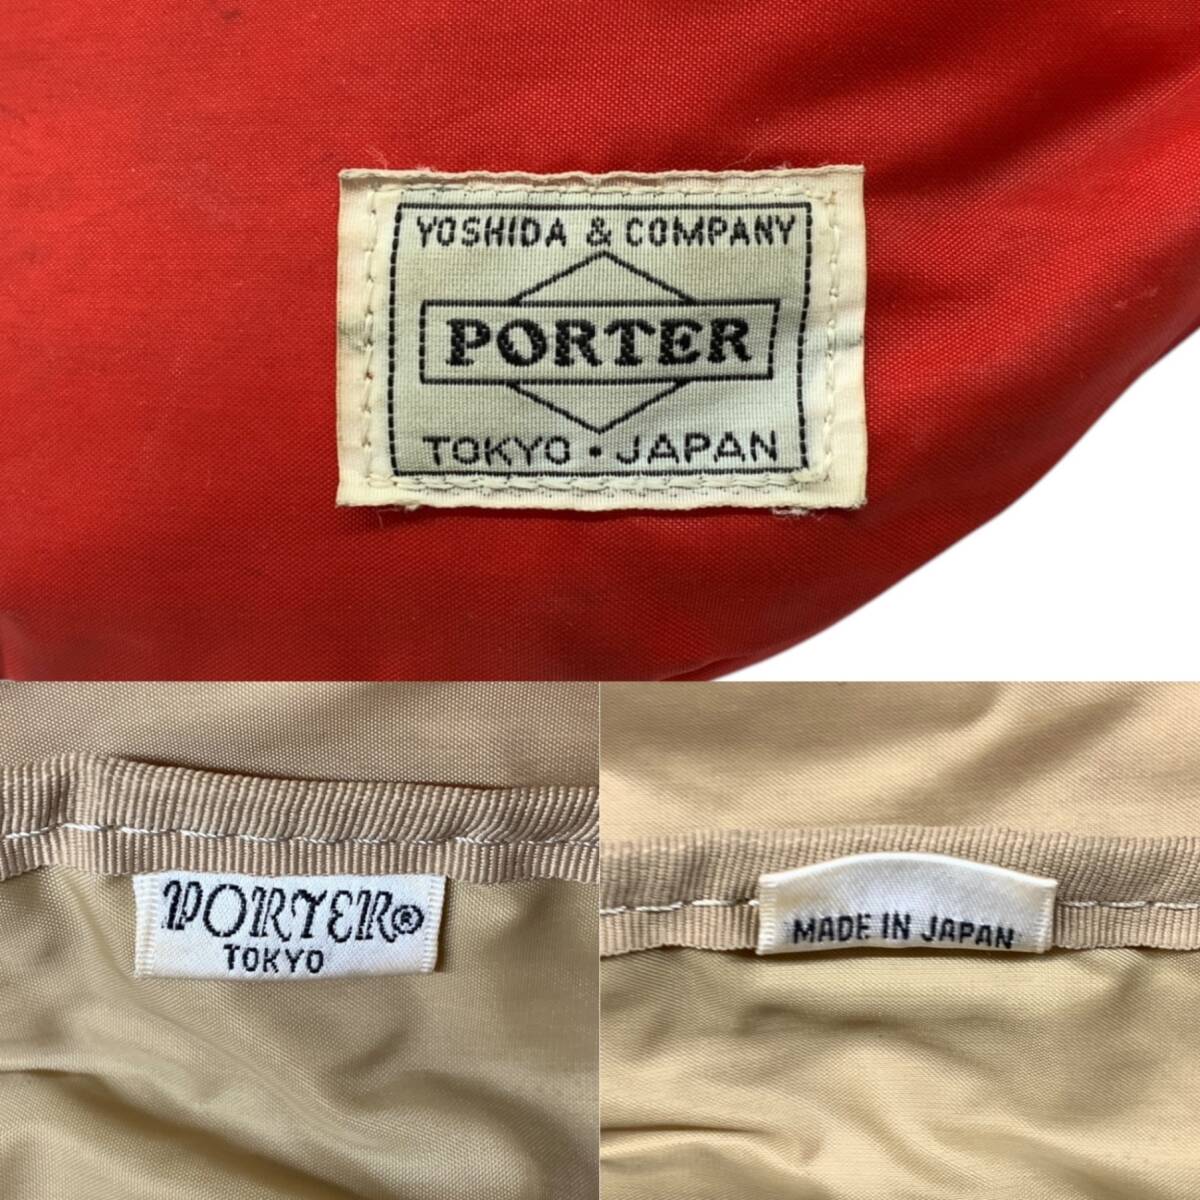 YOSHIDA & COMPANY
PORTER
TOKYO · JAPAN
PORTER®
TOKYO
MADE IN JAPAN